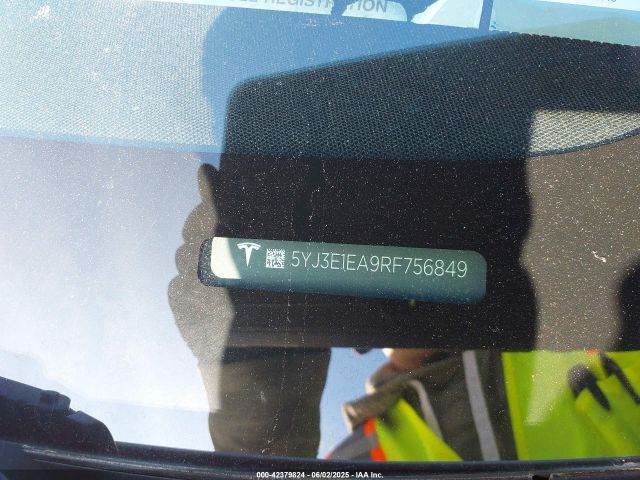 REGISTRATION
5YJ3E1EA9RF756849
000-42379824 - 06/02/2025 - IAA Inc.